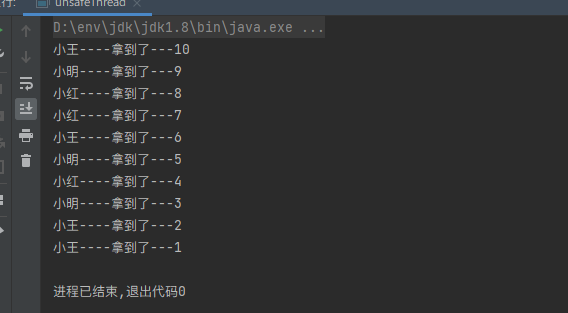 行: unsafeThread
D:\env\jdk\jdk1.8\bin\java.exe ...
小王----拿到了---10
小明----拿到了---9
小红----拿到了---8
小红----拿到了---7
小王----拿到了---6
小明----拿到了---5
小红----拿到了---4
小明----拿到了---3
小王----拿到了---2
小王----拿到了---1
进程已结束,退出代码0